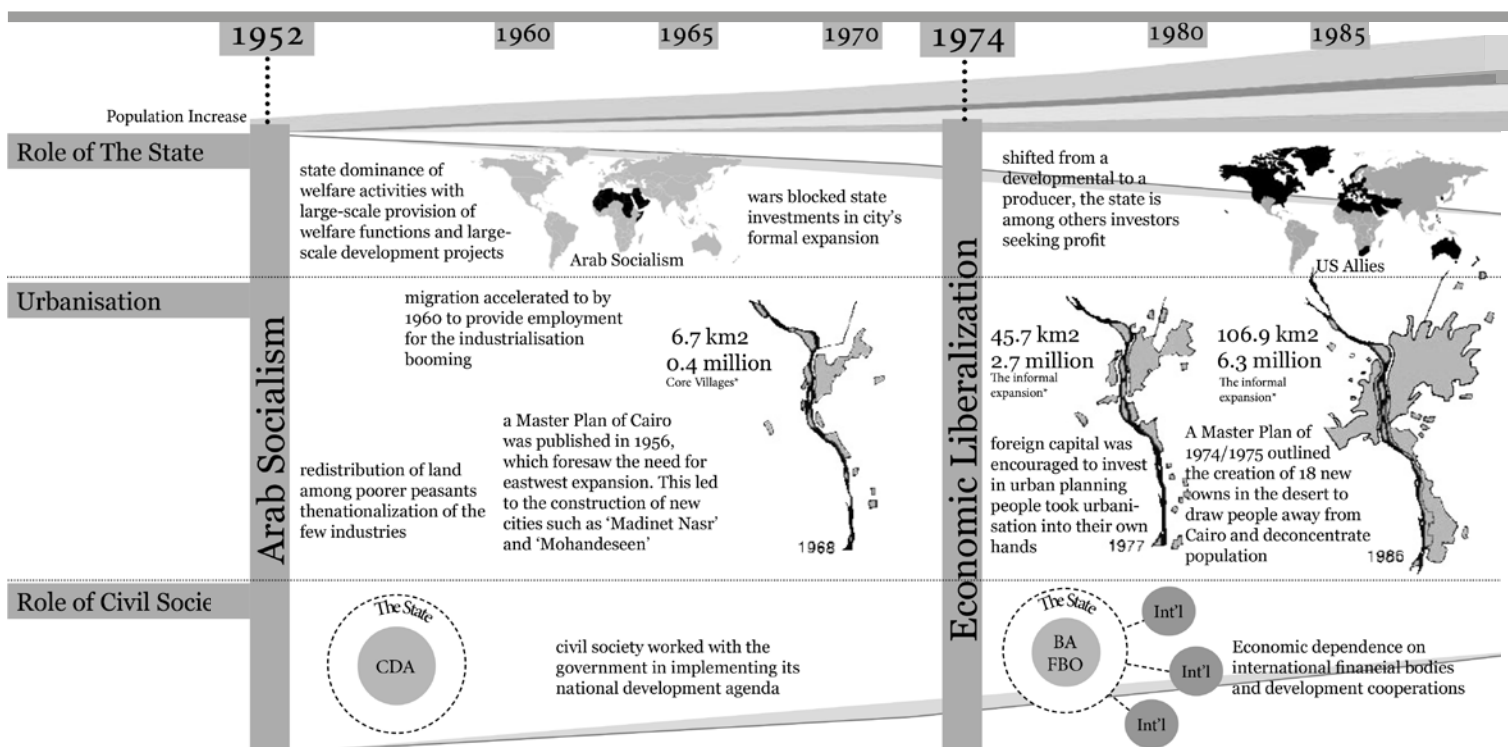 1952
1960
1965
1970
1974
1980
1985
Population Increase
Role of The State
state dominance of
welfare activities with
large-scale provision of
welfare functions and large-
scale development projects
Arab Socialism
wars blocked state
investments in city's
formal expansion
shifted from a
developmental to a
producer, the state is
among others investors
seeking profit
US Allies
Arab Socialism
Economic Liberalization
Urbanisation
migration accelerated to by
1960 to provide employment
for the industrialisation
booming
redistribution of land
among poorer peasants
thenationalization of the
few industries
a Master Plan of Cairo
was published in 1956,
which foresaw the need for
eastwest expansion. This led
to the construction of new
cities such as 'Madinet Nasr'
and 'Mohandeseen'
6.7 km2
0.4 million
Core Villages*
1968
45.7 km2
2.7 million
The informal
expansion*
foreign capital was
encouraged to invest
in urban planning
people took urbani-
sation into their own
hands
1977
106.9 km2
6.3 million
The informal
expansion*
A Master Plan of
1974/1975 outlined
the creation of 18 new
towns in the desert to
draw people away from
Cairo and deconcentrate
population
1986
Role of Civil Socie
The State
CDA
civil society worked with the
government in implementing its
national development agenda
The State
BA
FBO
Int'l
Int'l
Int'l
Economic dependence on
international financial bodies
and development cooperations